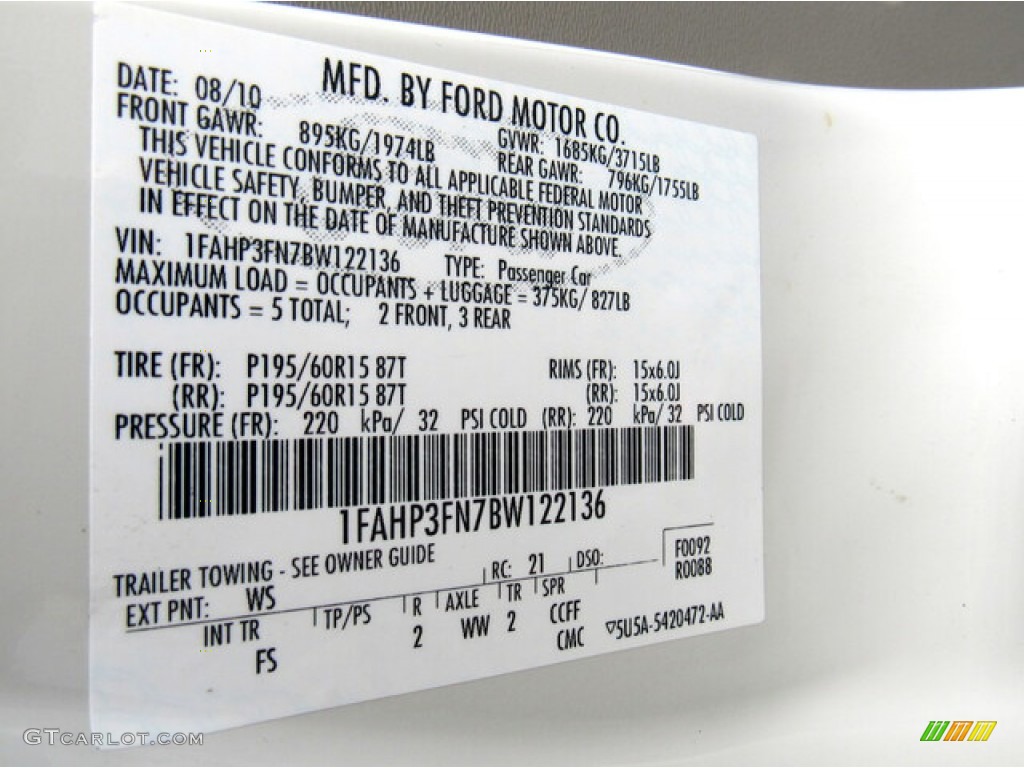 MFD. BY FORD MOTOR CO.
DATE: 08/10
GVWR: 1685KG/3715LB
FRONT GAWR: 895KG/1974LB
REAR GAWR: 796KG/1755LB
THIS VEHICLE CONFORMS TO ALL APPLICABLE FEDERAL MOTOR
VEHICLE SAFETY, BUMPER, AND THEFT PREVENTION STANDARDS
IN EFFECT ON THE DATE OF MANUFACTURE SHOWN ABOVE.
VIN: 1FAHP3FN7BW122136 TYPE: Passenger Car
MAXIMUM LOAD = OCCUPANTS + LUGGAGE = 375KG/ 827LB
OCCUPANTS = 5 TOTAL; 2 FRONT, 3 REAR
TIRE (FR): P195/60R15 87T RIMS (FR): 15x6.0J
(RR): P195/60R15 87T (RR): 15x6.0J
PRESSURE (FR): 220 kPa/ 32 PSI COLD (RR): 220 kPa/ 32 PSI COLD
1FAHP3FN7BW122136
TRAILER TOWING - SEE OWNER GUIDE
F0092
R0088
EXT PNT: WS RC: 21 DSO:
INT TR TP/PS R AXLE TR SPR
FS 2 WW 2 CCFF
CMC
▽5U5A-5420472-AA
GTCARLOT.COM